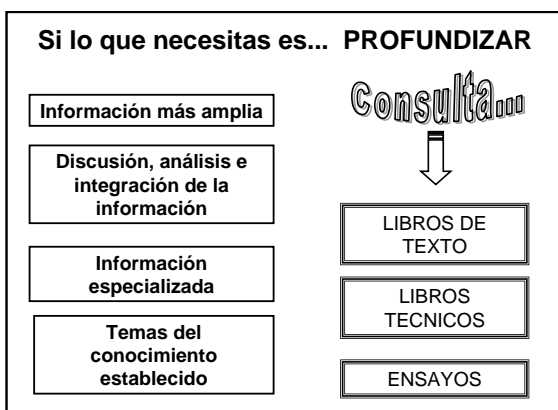 Si lo que necesitas es... PROFUNDIZAR
Información más amplia
Discusión, análisis e
integración de la
información
Información
especializada
Temas del
conocimiento
establecido
Consulta...
LIBROS DE
TEXTO
LIBROS
TECNICOS
ENSAYOS